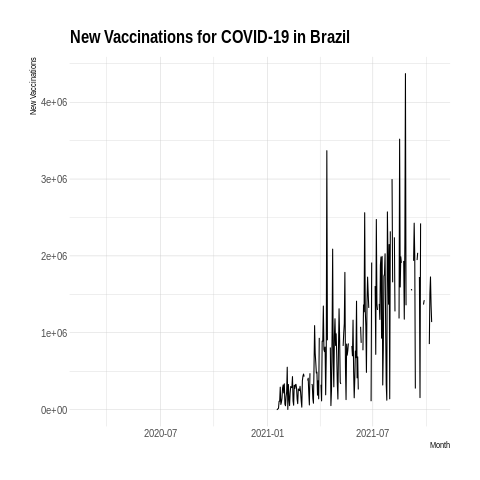 New Vaccinations for COVID-19 in Brazil
New Vaccinations
4e+06
3e+06
2e+06
1e+06
0e+00
2020-07
2021-01
2021-07
Month